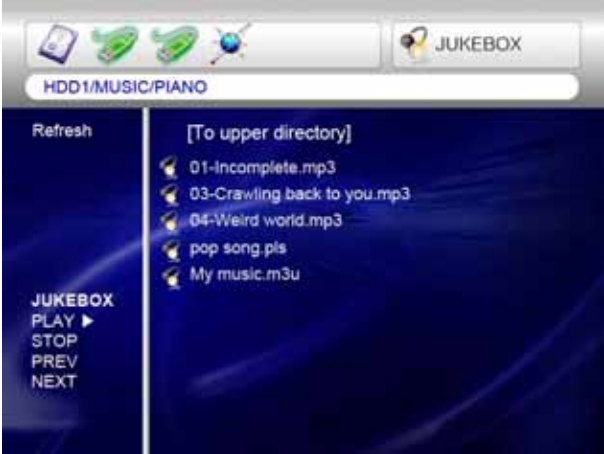 JUKEBOX
HDD1/MUSIC/PIANO
Refresh
[To upper directory]
01-Incomplete.mp3
03-Crawling back to you.mp3
04-Weird world.mp3
pop song.pls
My music.m3u
JUKEBOX
PLAY ▶
STOP
PREV
NEXT